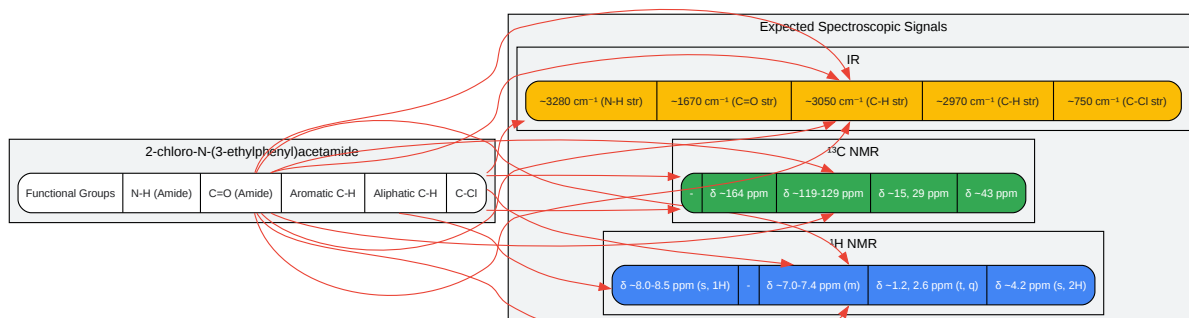 Expected Spectroscopic Signals
IR
~3280 cm⁻¹ (N-H str)
~1670 cm⁻¹ (C=O str)
~3050 cm⁻¹ (C-H str)
~2970 cm⁻¹ (C-H str)
~750 cm⁻¹ (C-Cl str)
2-chloro-N-(3-ethylphenyl)acetamide
Functional Groups
N-H (Amide)
C=O (Amide)
Aromatic C-H
Aliphatic C-H
C-Cl
¹³C NMR
-
δ ~164 ppm
δ ~119-129 ppm
δ ~15, 29 ppm
δ ~43 ppm
¹H NMR
δ ~8.0-8.5 ppm (s, 1H)
-
δ ~7.0-7.4 ppm (m)
δ ~1.2, 2.6 ppm (t, q)
δ ~4.2 ppm (s, 2H)